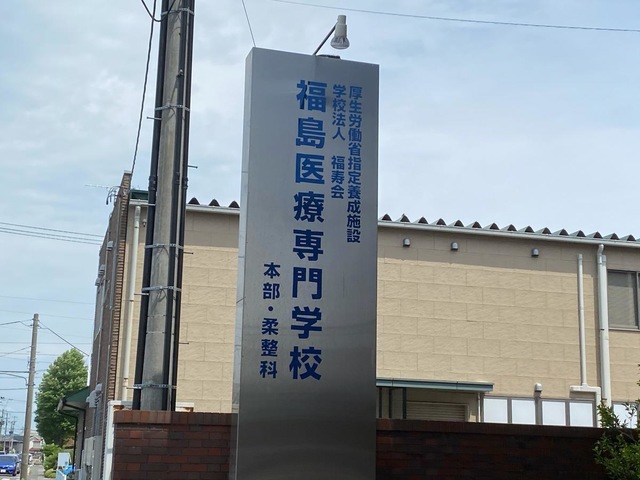 厚生労働省指定養成施設
学校法人　福寿会
福島医療専門学校
本部・柔整科